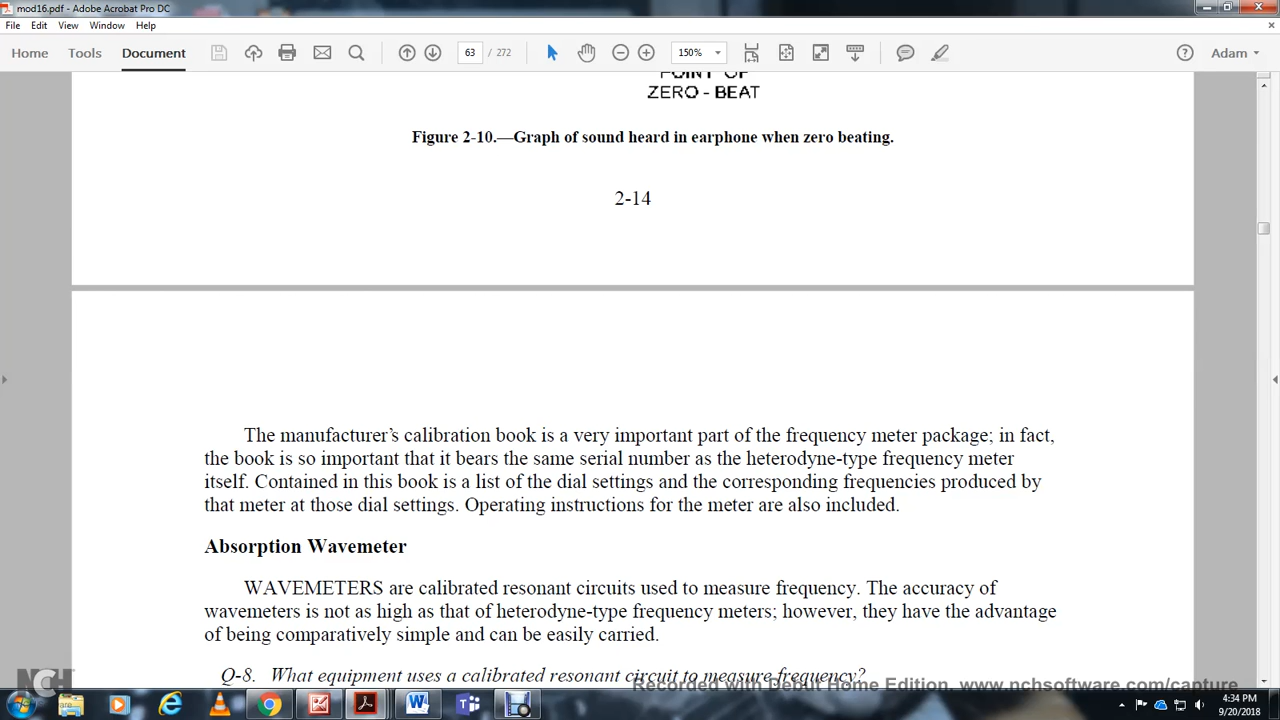 mod16.pdf - Adobe Acrobat Pro DC
File Edit View Window Help
Home Tools Document 63 / 272 150% Adam
POINT OF
ZERO - BEAT
Figure 2-10.—Graph of sound heard in earphone when zero beating.
2-14
The manufacturer’s calibration book is a very important part of the frequency meter package; in fact,
the book is so important that it bears the same serial number as the heterodyne-type frequency meter
itself. Contained in this book is a list of the dial settings and the corresponding frequencies produced by
that meter at those dial settings. Operating instructions for the meter are also included.
Absorption Wavemeter
WAVEMETERS are calibrated resonant circuits used to measure frequency. The accuracy of
wavemeters is not as high as that of heterodyne-type frequency meters; however, they have the advantage
of being comparatively simple and can be easily carried.
Q-8. What equipment uses a calibrated resonant circuit to measure frequency?
Recorded with Debut Home Edition. www.nchsoftware.com/capture
NCH
4:34 PM
9/20/2018